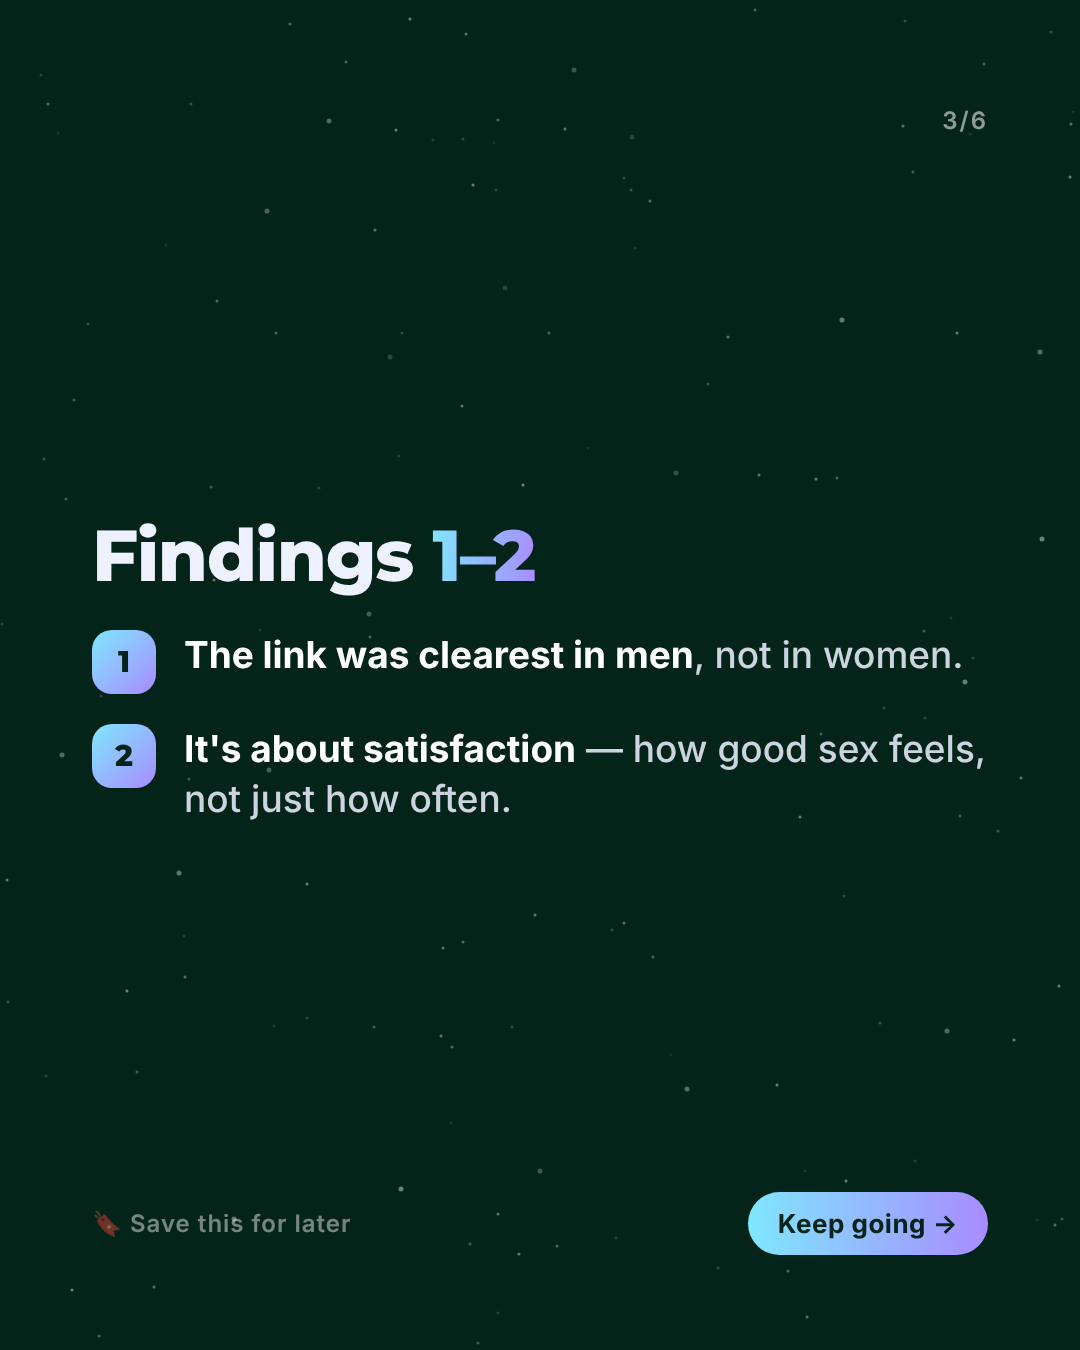 3/6
Findings 1–2
1 The link was clearest in men, not in women.
2 It's about satisfaction — how good sex feels,
not just how often.
🔖 Save this for later
Keep going →